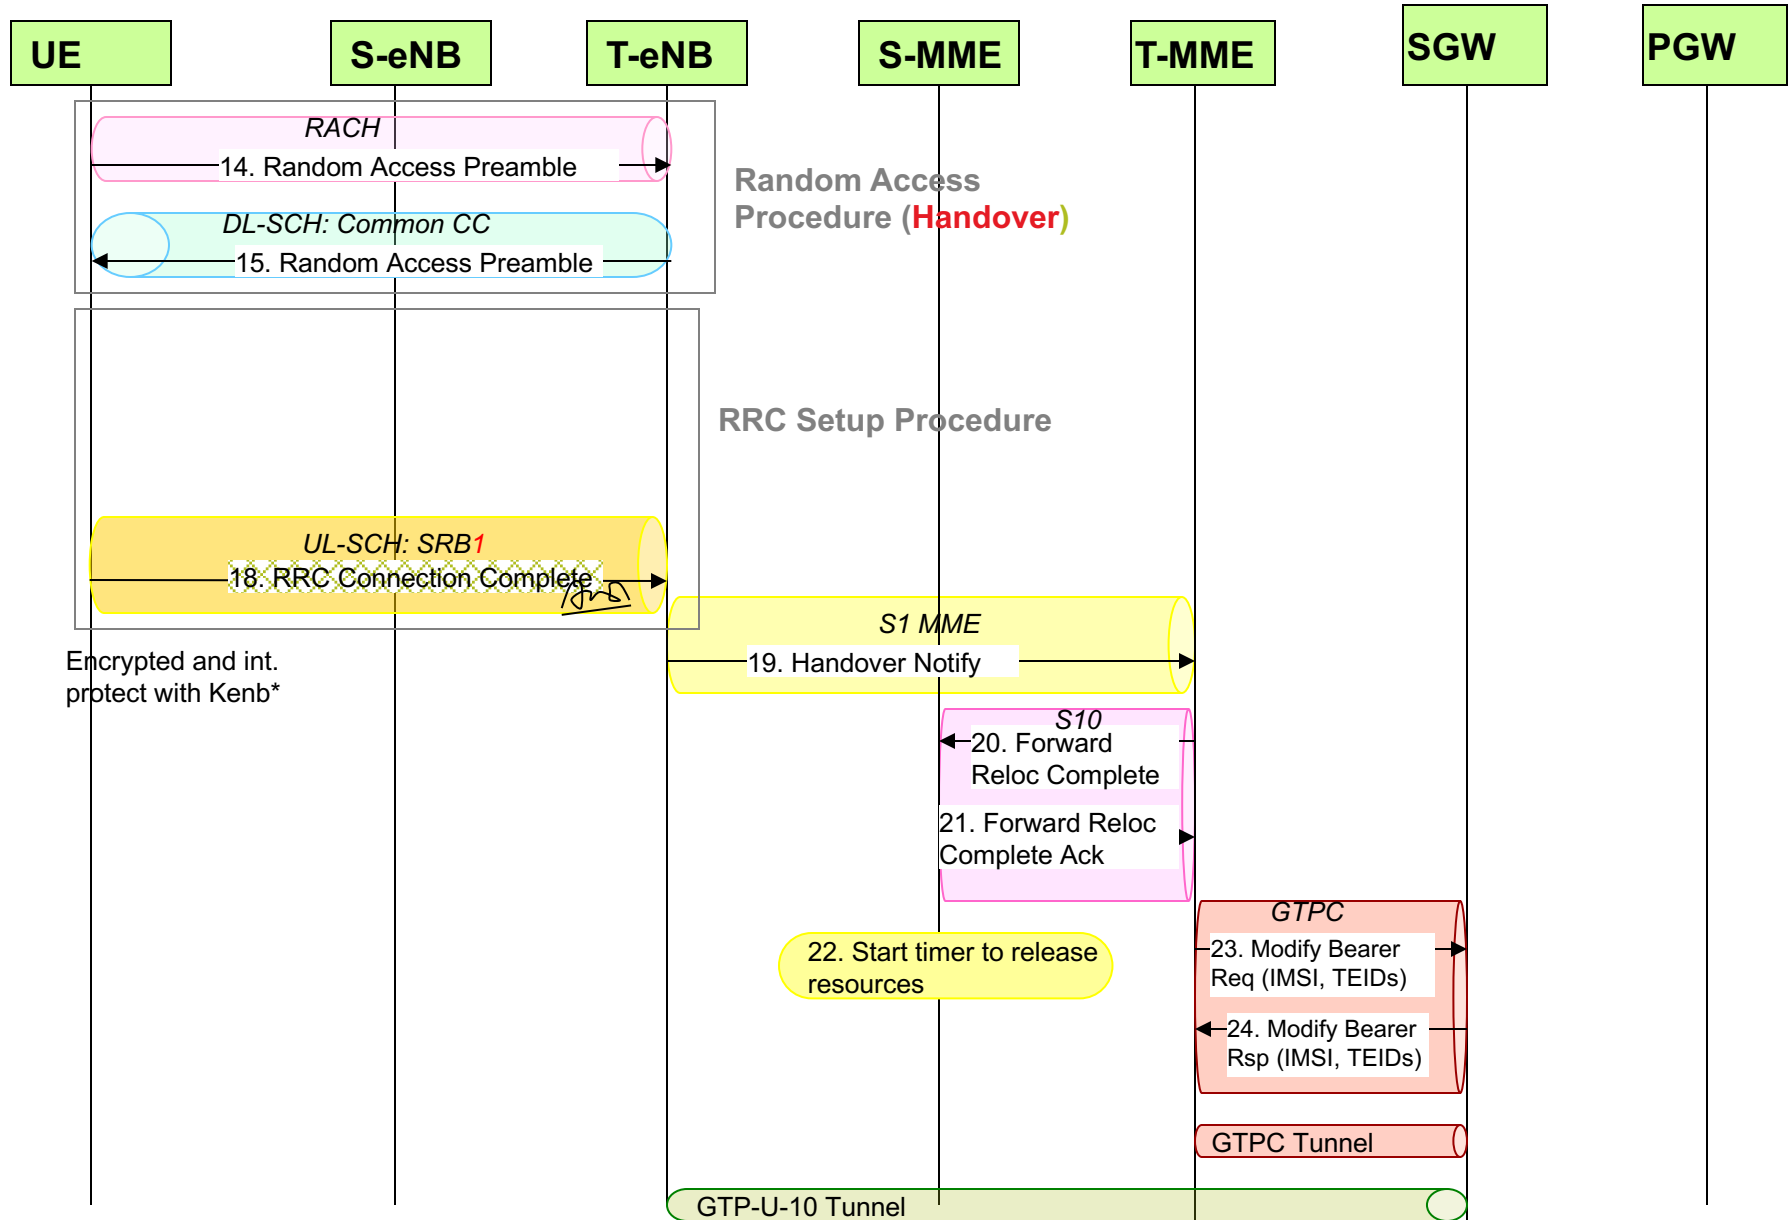 UE
S-eNB
T-eNB
S-MME
T-MME
SGW
PGW
RACH
14. Random Access Preamble
Random Access
Procedure (Handover)
DL-SCH: Common CC
15. Random Access Preamble
RRC Setup Procedure
UL-SCH: SRB1
18. RRC Connection Complete
Encrypted and int.
protect with Kenb*
S1 MME
19. Handover Notify
S10
20. Forward
Reloc Complete
21. Forward Reloc
Complete Ack
22. Start timer to release
resources
GTPC
23. Modify Bearer
Req (IMSI, TEIDs)
24. Modify Bearer
Rsp (IMSI, TEIDs)
GTPC Tunnel
GTP-U-10 Tunnel